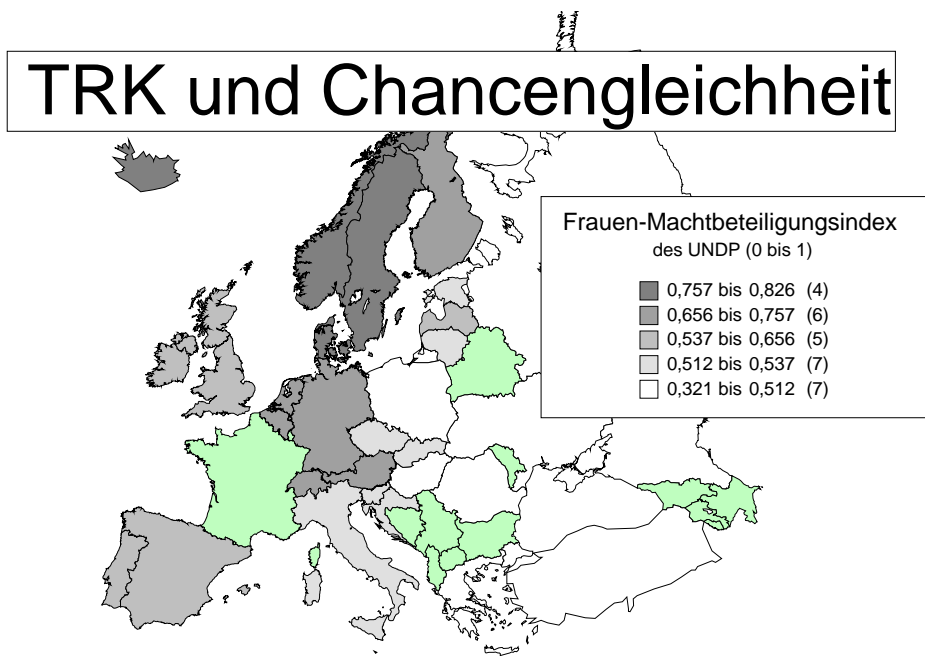 TRK und Chancengleichheit
Frauen-Machtbeteiligungsindex
des UNDP (0 bis 1)
0,757 bis 0,826 (4)
0,656 bis 0,757 (6)
0,537 bis 0,656 (5)
0,512 bis 0,537 (7)
0,321 bis 0,512 (7)